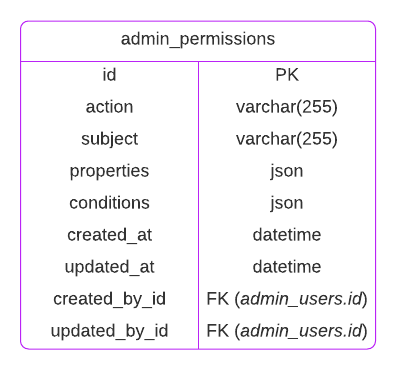 admin_permissions
id PK
action varchar(255)
subject varchar(255)
properties json
conditions json
created_at datetime
updated_at datetime
created_by_id FK (admin_users.id)
updated_by_id FK (admin_users.id)